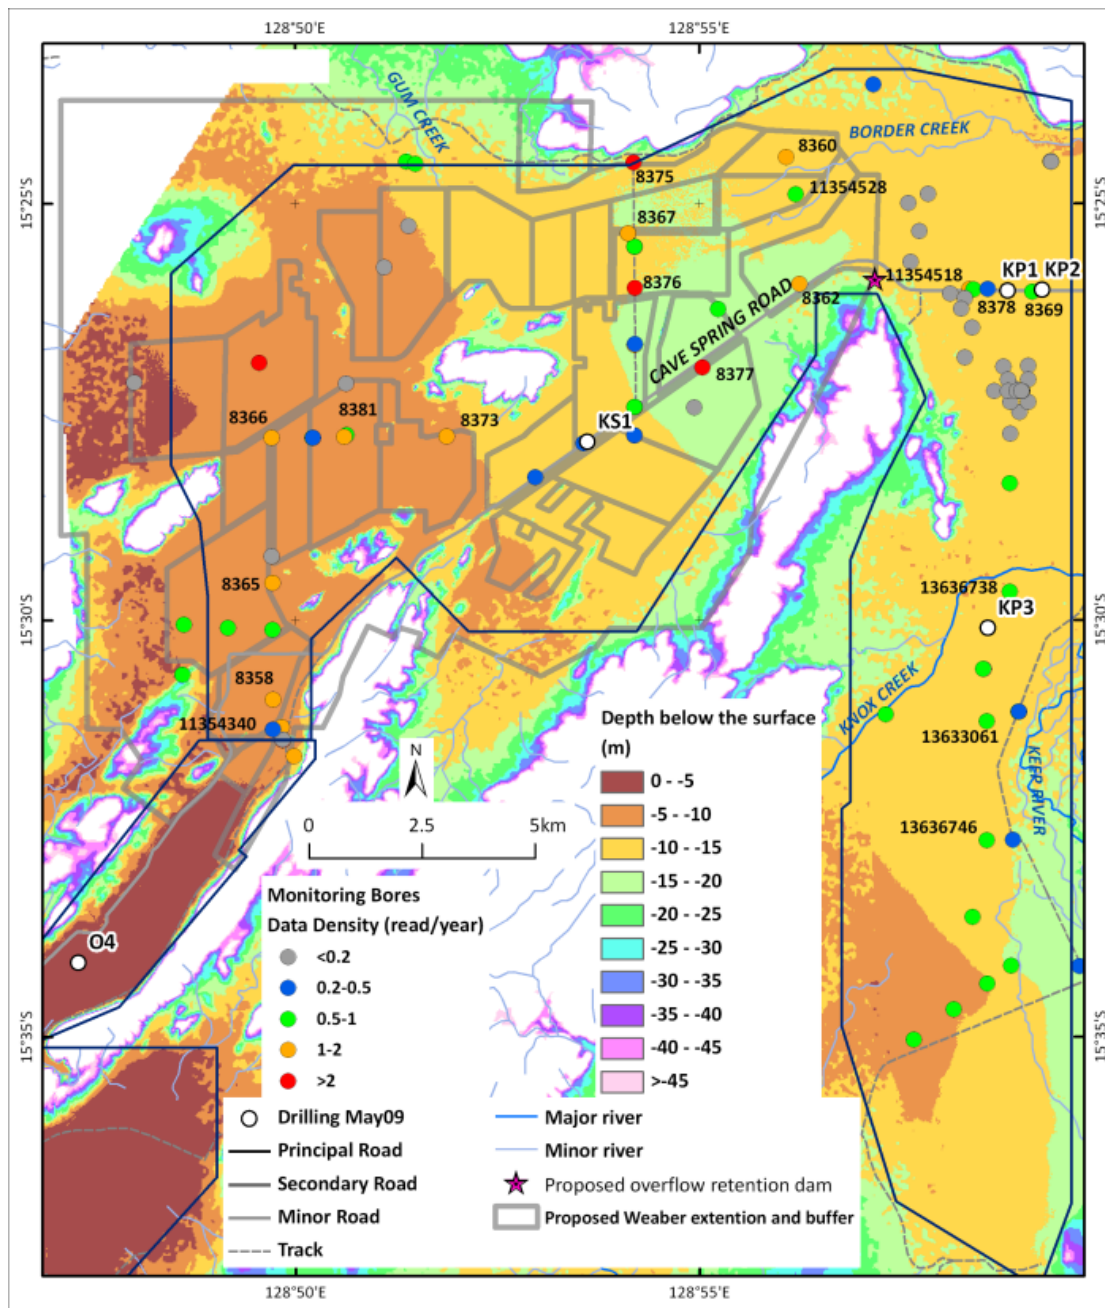 128°50'E
128°55'E
GUM CREEK
BORDER CREEK
8360
8375
11354528
15°25'S
15°25'S
8367
KP1
KP2
11354518
8376
8362
8378
8369
CAVE SPRING ROAD
8377
8366
8381
8373
KS1
8365
13636738
KP3
15°30'S
15°30'S
8358
KNOX CREEK
11354340
13633061
KEEP RIVER
N
0
2.5
5km
13636746
Depth below the surface
(m)
0 - -5
-5 - -10
-10 - -15
-15 - -20
-20 - -25
-25 - -30
-30 - -35
-35 - -40
-40 - -45
>-45
O4
15°35'S
15°35'S
Monitoring Bores
Data Density (read/year)
<0.2
0.2-0.5
0.5-1
1-2
>2
Drilling May09
Principal Road
Secondary Road
Minor Road
Track
Major river
Minor river
Proposed overflow retention dam
Proposed Weaber extention and buffer
128°50'E
128°55'E